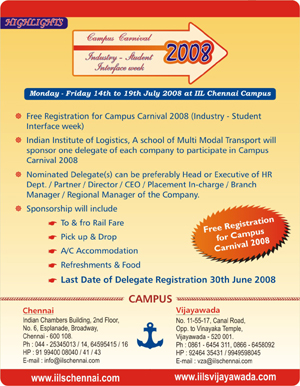 HIGHLIGHTS
Campus Carnival
Industry - Student
Interface week
2008
Monday - Friday 14th to 19th July 2008 at IIL Chennai Campus
Free Registration for Campus Carnival 2008 (Industry - Student
Interface week)
Indian Institute of Logistics, A school of Multi Modal Transport will
sponsor one delegate of each company to participate in Campus
Carnival 2008
Nominated Delegate(s) can be preferably Head or Executive of HR
Dept. / Partner / Director / CEO / Placement In-charge / Branch
Manager / Regional Manager of the Company.
Sponsorship will include
To & fro Rail Fare
Pick up & Drop
A/C Accommodation
Refreshments & Food
Last Date of Delegate Registration 30th June 2008
Free Registration
for Campus
Carnival 2008
CAMPUS
Chennai
Indian Chambers Building, 2nd Floor,
No. 6, Esplanade, Broadway,
Chennai - 600 108
Ph : 044 - 25345013 / 14, 64595415 / 16
HP : 91 99400 08040 / 41 / 43
E-mail : info@iilschennai.com
www.iilschennai.com
Vijayawada
No. 11-55-17, Canal Road,
Opp. to Vinayaka Temple,
Vijayawada - 520 001.
Ph : 0861 - 6454 311, 0866 - 6458092
HP : 92464 35431 / 9949598045
E-mail : vza@iilschennai.com
www.iilsvijayawada.com